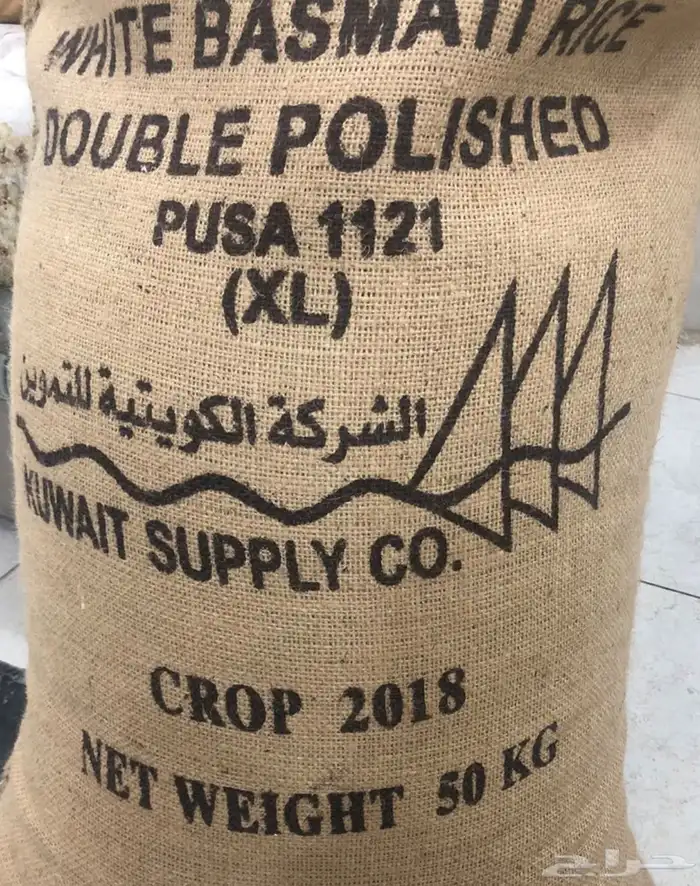 WHITE BASMATI RICE
DOUBLE POLISHED
PUSA 1121
(XL)
الشركة الكويتية للتموين
KUWAIT SUPPLY CO.
CROP 2018
NET WEIGHT 50 KG
حراج